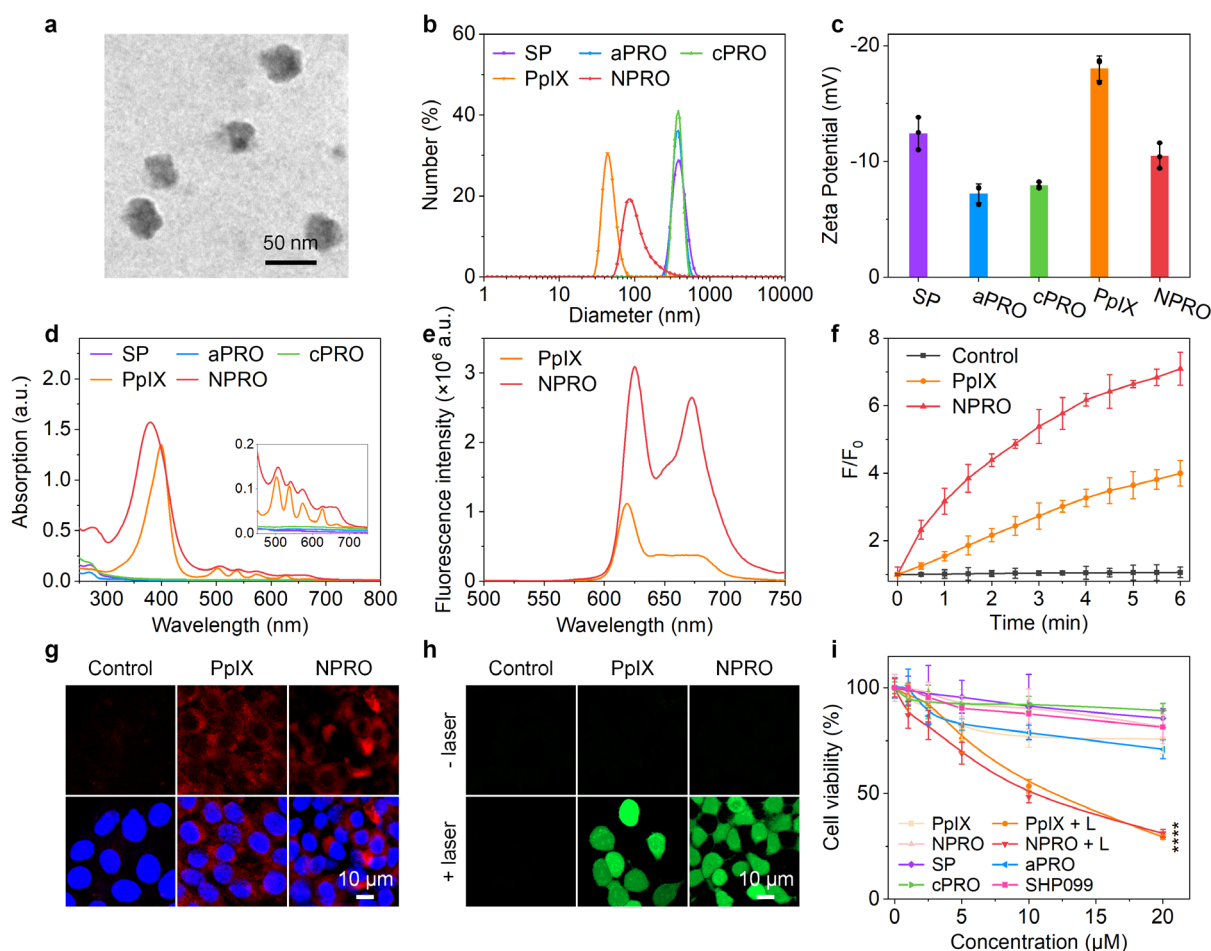 a
50 nm
b
SP
aPRO
cPRO
PpIX
NPRO
60
40
20
0
Number (%)
1
10
100
1000
10000
Diameter (nm)
c
-20
-10
0
Zeta Potential (mV)
SP
aPRO
cPRO
PpIX
NPRO
d
SP
aPRO
cPRO
PpIX
NPRO
2.0
1.5
1.0
0.5
0.0
Absorption (a.u.)
0.2
0.1
0.0
500
600
700
300
400
500
600
700
800
Wavelength (nm)
e
PpIX
NPRO
3
2
1
0
Fluorescence intensity (×10⁶ a.u.)
500
550
600
650
700
750
Wavelength (nm)
f
Control
PpIX
NPRO
8
6
4
2
F/F₀
0
1
2
3
4
5
6
Time (min)
g
Control
PpIX
NPRO
10 µm
h
Control
PpIX
NPRO
- laser
+ laser
10 µm
i
100
50
0
Cell viability (%)
PpIX
PpIX + L
NPRO
NPRO + L
SP
aPRO
cPRO
SHP099
****
0
5
10
15
20
Concentration (µM)